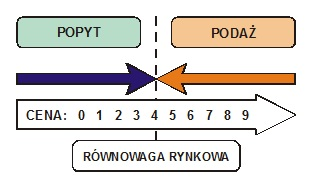 POPYT
PODAŻ
CENA: 0 1 2 3 4 5 6 7 8 9
RÓWNOWAGA RYNKOWA